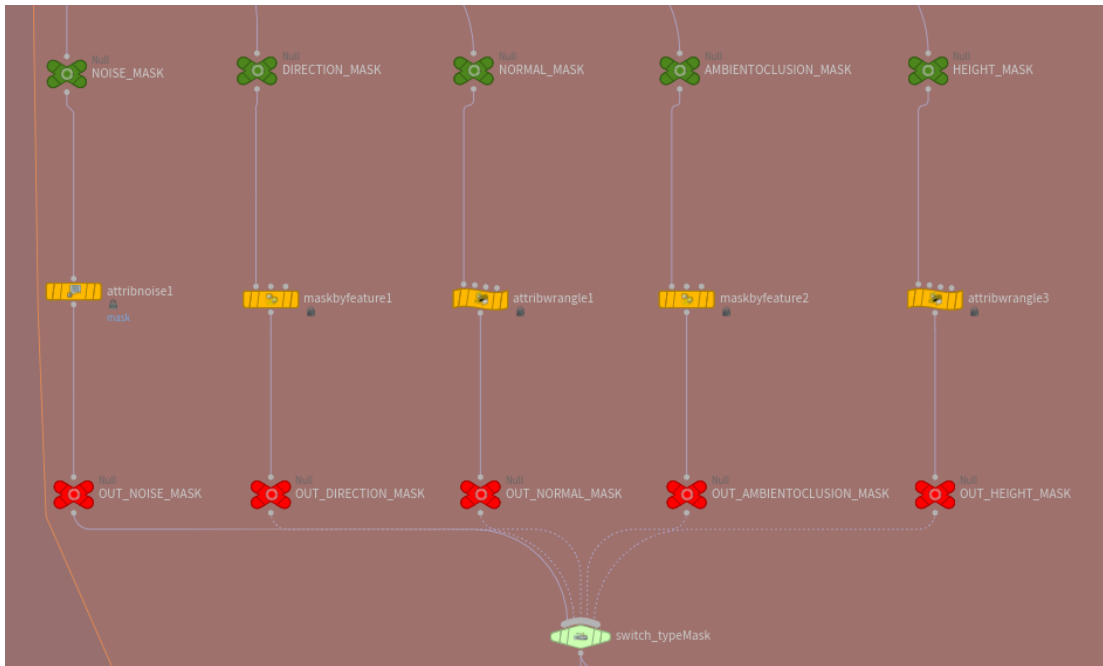 Null
NOISE_MASK
Null
DIRECTION_MASK
Null
NORMAL_MASK
Null
AMBIENTOCLUSION_MASK
Null
HEIGHT_MASK
attribnoise1
mask
maskbyfeature1
attribwrangle1
maskbyfeature2
attribwrangle3
Null
OUT_NOISE_MASK
Null
OUT_DIRECTION_MASK
Null
OUT_NORMAL_MASK
Null
OUT_AMBIENTOCLUSION_MASK
Null
OUT_HEIGHT_MASK
switch_typeMask